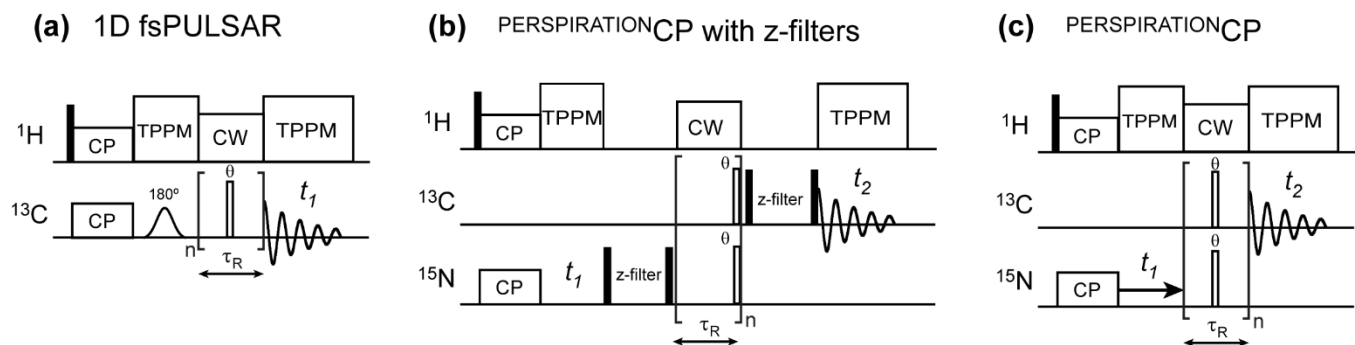 (a) 1D fsPULSAR
¹H
CP
TPPM
CW
TPPM
¹³C
CP
180º
θ
t₁
n
τR
(b) PERSPIRATIONCP with z-filters
¹H
CP
TPPM
CW
TPPM
¹³C
θ
z-filter
t₂
¹⁵N
CP
t₁
z-filter
θ
τR
n
(c) PERSPIRATIONCP
¹H
CP
TPPM
CW
TPPM
¹³C
θ
t₂
¹⁵N
CP
t₁
θ
τR
n